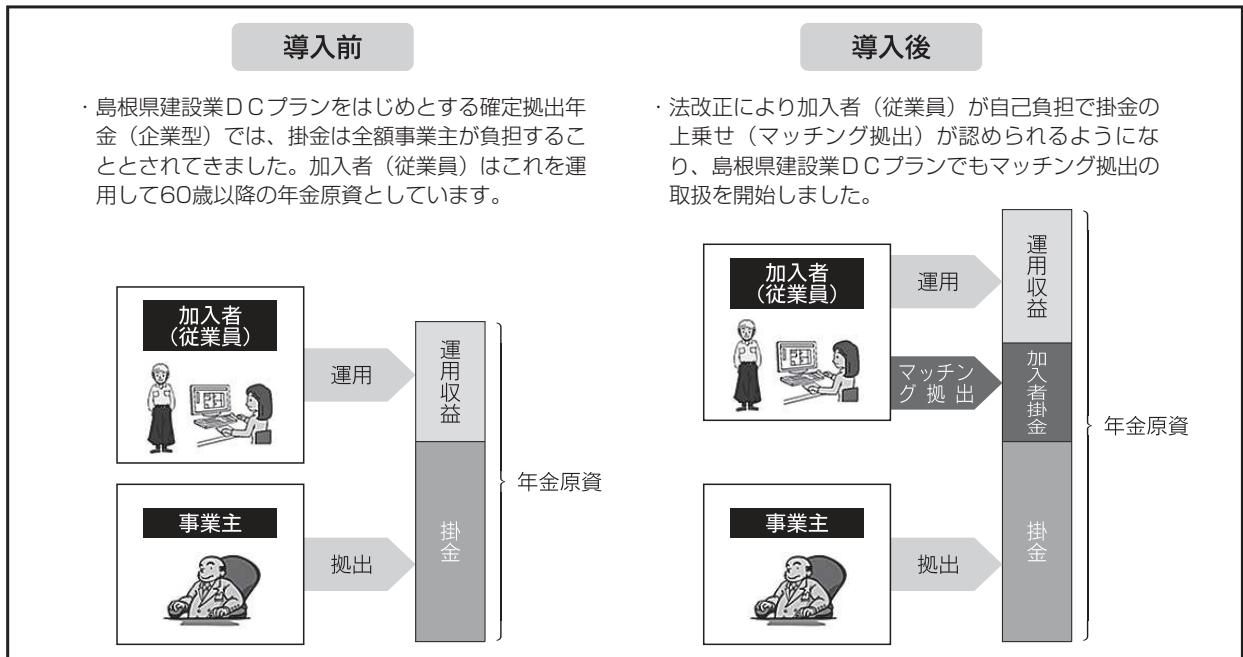 導入前
・島根県建設業ＤＣプランをはじめとする確定拠出年
金（企業型）では、掛金は全額事業主が負担するこ
ととされてきました。加入者（従業員）はこれを運
用して60歳以降の年金原資としています。
加入者
（従業員）
運用
運用収益
事業主
拠出
掛金
年金原資
導入後
・法改正により加入者（従業員）が自己負担で掛金の
上乗せ（マッチング拠出）が認められるようにな
り、島根県建設業ＤＣプランでもマッチング拠出の
取扱を開始しました。
加入者
（従業員）
運用
運用収益
マッチン
グ拠出
加入者掛金
事業主
拠出
掛金
年金原資